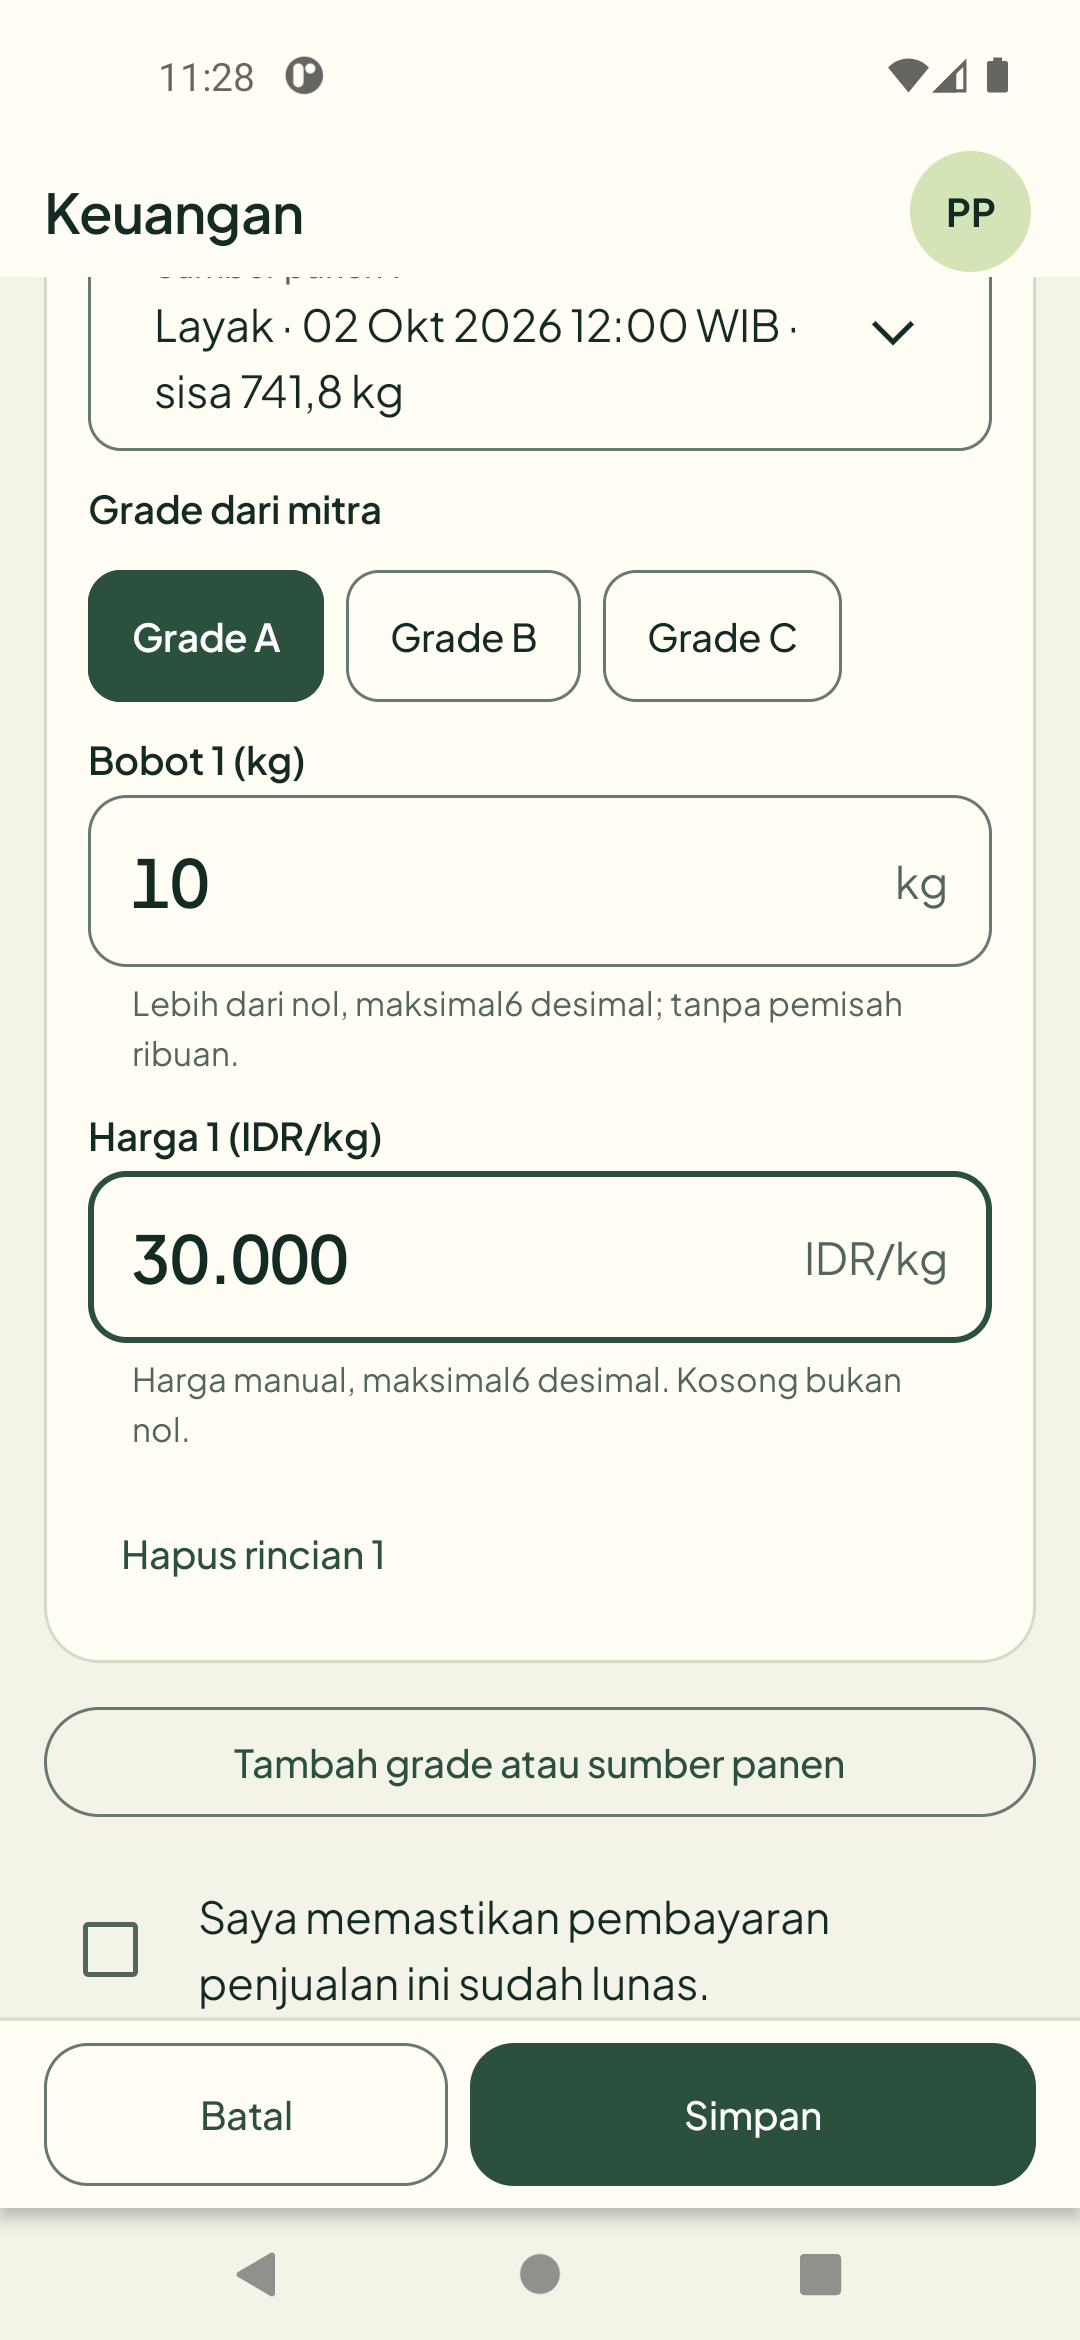 11:28
Keuangan
PP
Layak · 02 Okt 2026 12:00 WIB ·
sisa 741,8 kg
Grade dari mitra
Grade A
Grade B
Grade C
Bobot 1 (kg)
10
kg
Lebih dari nol, maksimal6 desimal; tanpa pemisah
ribuan.
Harga 1 (IDR/kg)
30.000
IDR/kg
Harga manual, maksimal6 desimal. Kosong bukan
nol.
Hapus rincian 1
Tambah grade atau sumber panen
Saya memastikan pembayaran
penjualan ini sudah lunas.
Batal
Simpan